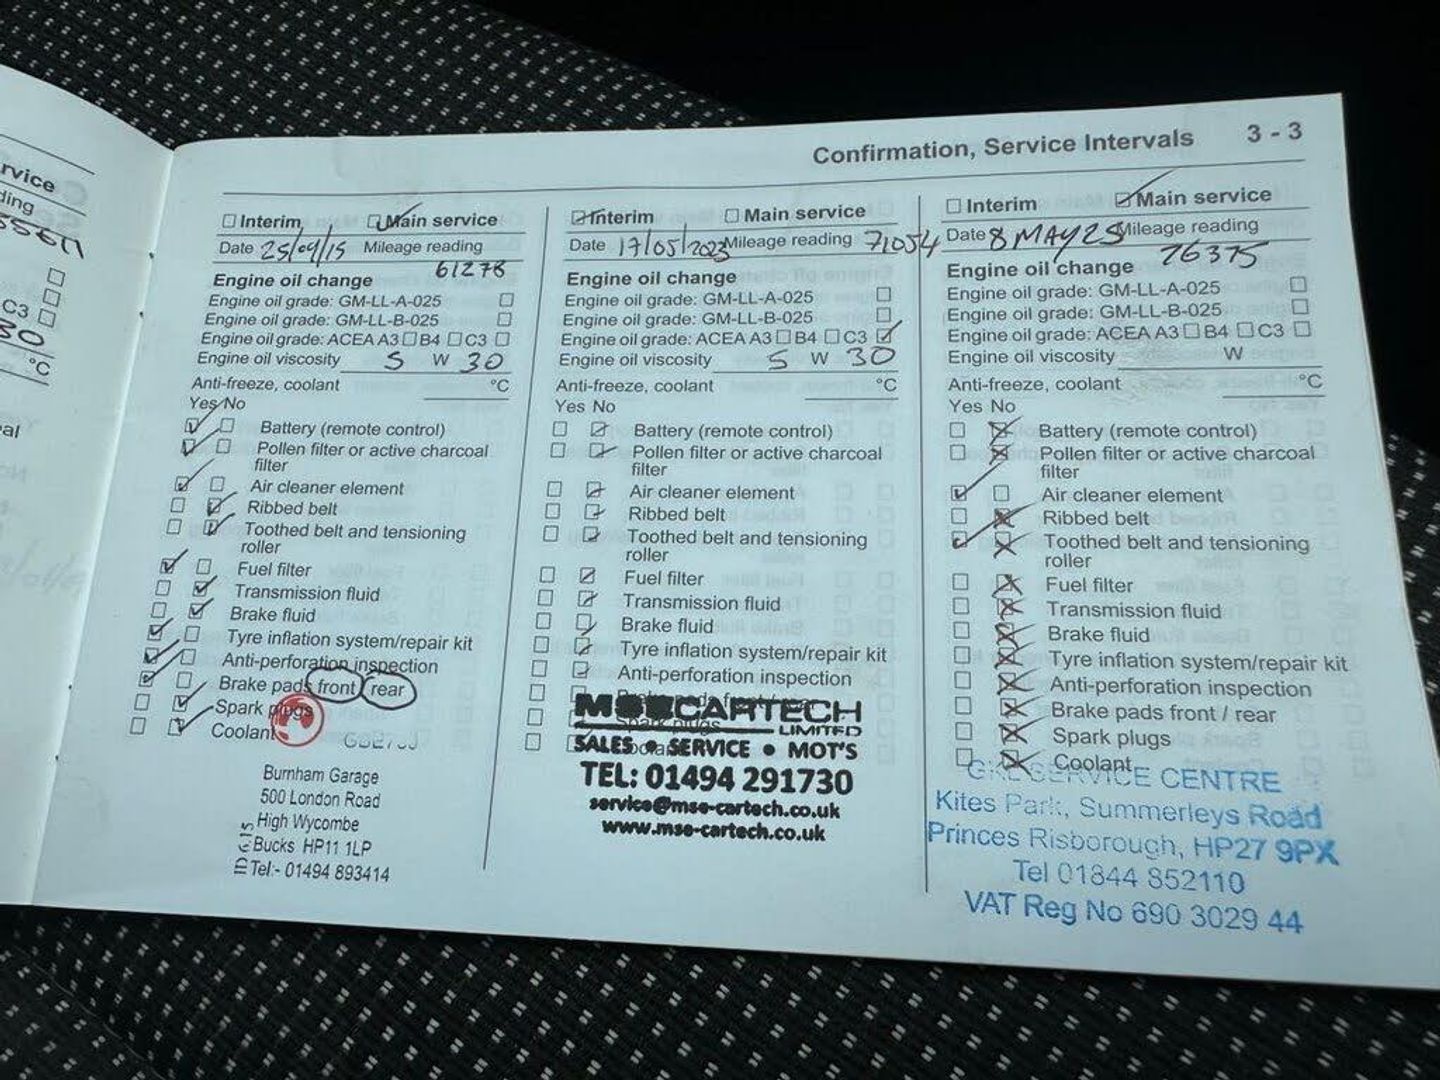 rvice
ding
55611
C3
30
°C
Confirmation, Service Intervals 3 - 3
Interim Main service
Date 25/09/15 Mileage reading
61278
Engine oil change
Engine oil grade: GM-LL-A-025
Engine oil grade: GM-LL-B-025
Engine oil grade: ACEA A3 B4 C3
Engine oil viscosity 5 W 30
Anti-freeze, coolant °C
Yes No
Battery (remote control)
Pollen filter or active charcoal
filter
Air cleaner element
Ribbed belt
Toothed belt and tensioning
roller
Fuel filter
Transmission fluid
Brake fluid
Tyre inflation system/repair kit
Anti-perforation inspection
Brake pads front rear
Spark plugs
Coolant
Burnham Garage
500 London Road
High Wycombe
Bucks HP11 1LP
Tel:- 01494 893414
Interim Main service
Date 17/05/2023 Mileage reading 71054
Engine oil change
Engine oil grade: GM-LL-A-025
Engine oil grade: GM-LL-B-025
Engine oil grade: ACEA A3 B4 C3
Engine oil viscosity 5 W 30
Anti-freeze, coolant °C
Yes No
Battery (remote control)
Pollen filter or active charcoal
filter
Air cleaner element
Ribbed belt
Toothed belt and tensioning
roller
Fuel filter
Transmission fluid
Brake fluid
Tyre inflation system/repair kit
Anti-perforation inspection
Brake pads front / rear
Spark plugs
MSE CARTECH
LIMITED
SALES • SERVICE • MOT'S
TEL: 01494 291730
service@mse-cartech.co.uk
www.mse-cartech.co.uk
Interim Main service
Date 8 MAY 25 Mileage reading
76375
Engine oil change
Engine oil grade: GM-LL-A-025
Engine oil grade: GM-LL-B-025
Engine oil grade: ACEA A3 B4 C3
Engine oil viscosity W
Anti-freeze, coolant °C
Yes No
Battery (remote control)
Pollen filter or active charcoal
filter
Air cleaner element
Ribbed belt
Toothed belt and tensioning
roller
Fuel filter
Transmission fluid
Brake fluid
Tyre inflation system/repair kit
Anti-perforation inspection
Brake pads front / rear
Spark plugs
Coolant
SERVICE CENTRE
Kites Park, Summerleys Road
Princes Risborough, HP27 9PX
Tel 01844 852110
VAT Reg No 690 3029 44